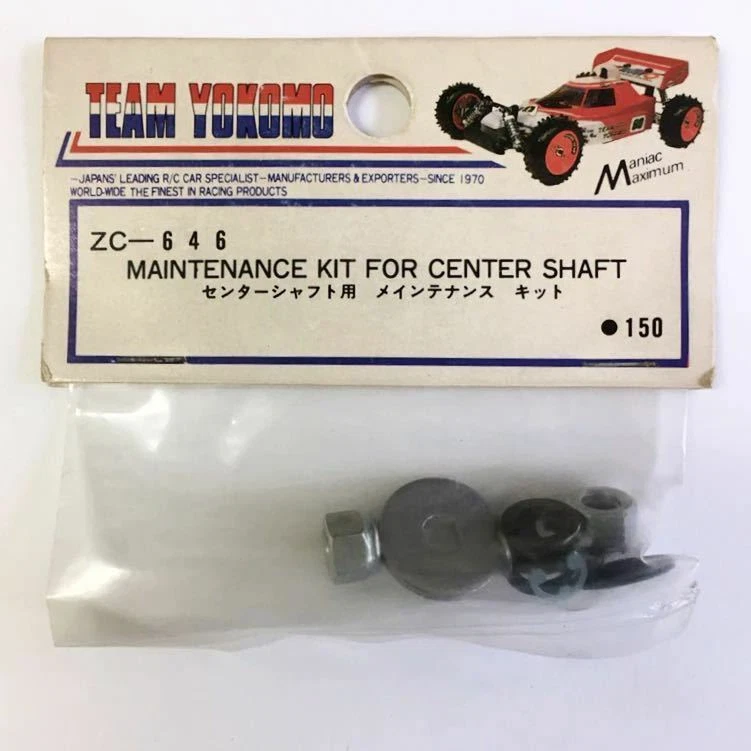 TEAM YOKOMO
Maniac
Maximum
—JAPANS' LEADING R/C CAR SPECIALIST—MANUFACTURERS & EXPORTERS—SINCE 1970
WORLD-WIDE THE FINEST IN RACING PRODUCTS
ZC—646
MAINTENANCE KIT FOR CENTER SHAFT
センターシャフト用 メインテナンス キット
●150